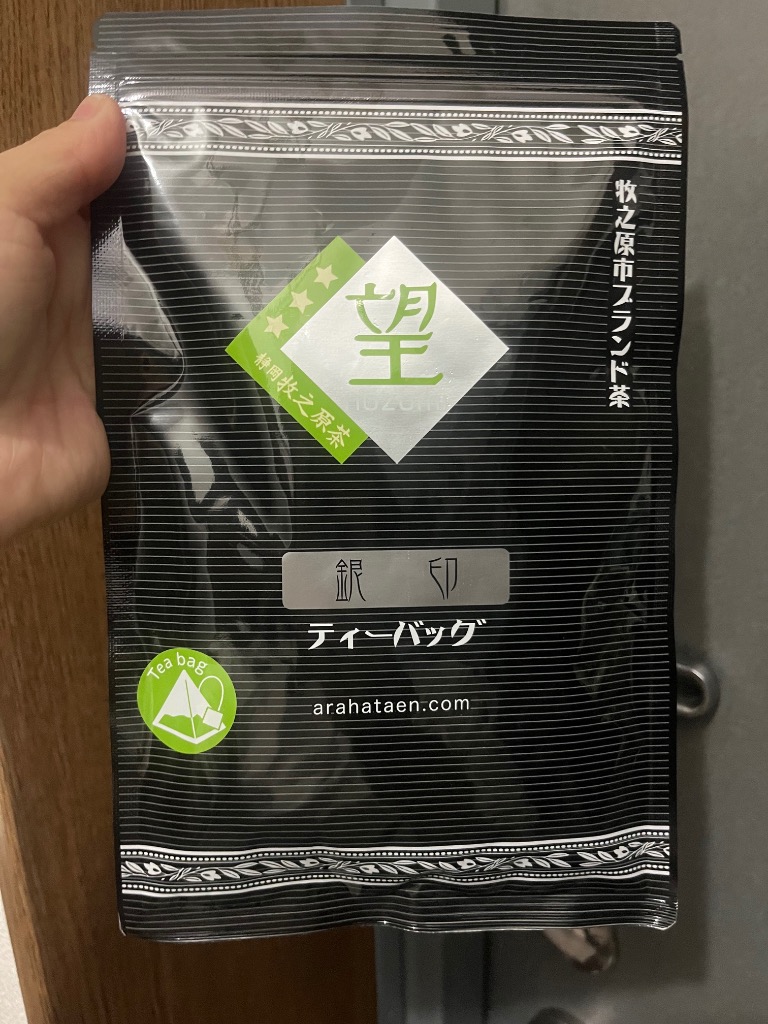 牧之原市ブランド茶
望
nozomi
静岡牧之原茶
銀印
ティーバッグ
Tea bag
arahataen.com